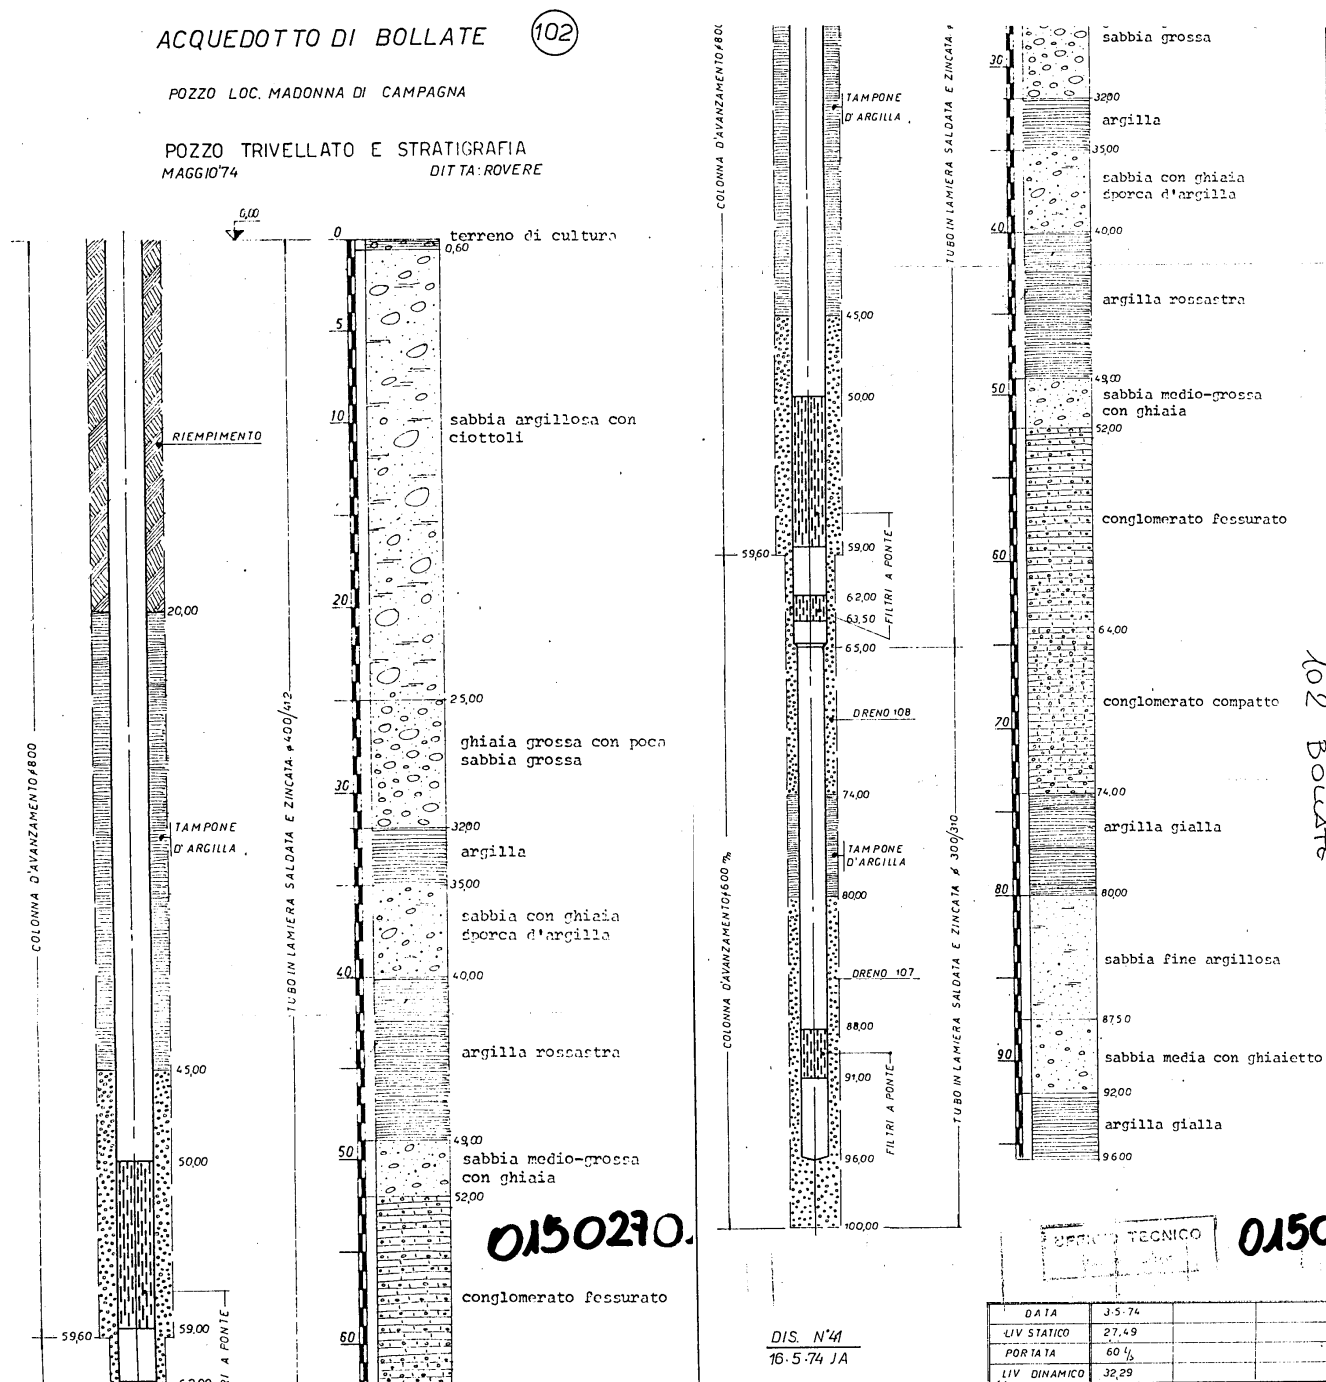 ACQUEDOTTO DI BOLLATE 102
POZZO LOC. MADONNA DI CAMPAGNA
POZZO TRIVELLATO E STRATIGRAFIA
MAGGIO'74 DITTA: ROVERE
0,00
COLONNA D'AVANZAMENTO ø800
RIEMPIMENTO
20,00
TAMPONE
D'ARGILLA
45,00
50,00
59,60
59,00
TUBO IN LAMIERA SALDATA E ZINCATA ø400/412
0
5
10
20
30
40
50
60
terreno di cultura
0,60
sabbia argillosa con
ciottoli
25,00
ghiaia grossa con poca
sabbia grossa
32,00
argilla
35,00
sabbia con ghiaia
sporca d'argilla
40,00
argilla rossastra
49,00
sabbia medio-grossa
con ghiaia
52,00
conglomerato fessurato
0150270.
COLONNA D'AVANZAMENTO ø800
TAMPONE
D'ARGILLA
45,00
50,00
59,60
59,00
62,00
63,50
65,00
FILTRI A PONTE
DRENO 108
74,00
TAMPONE
D'ARGILLA
80,00
DRENO 107
88,00
91,00
FILTRI A PONTE
96,00
100,00
COLONNA D'AVANZAMENTO ø600
TUBO IN LAMIERA SALDATA E ZINCATA
TUBO IN LAMIERA SALDATA E ZINCATA ø 300/310
30
40
50
60
70
80
90
sabbia grossa
32,00
argilla
35,00
sabbia con ghiaia
sporca d'argilla
40,00
argilla rossastra
49,00
sabbia medio-grossa
con ghiaia
52,00
conglomerato fessurato
64,00
conglomerato compatto
74,00
argilla gialla
80,00
sabbia fine argillosa
87,50
sabbia media con ghiaietto
92,00
argilla gialla
96,00
102 BOLLATE
UFFICIO TECNICO
0150
DIS. N°41
16·5·74 JA
DATA 3·5·74
LIV STATICO 27,49
PORTATA 60 l/s
LIV DINAMICO 32,29